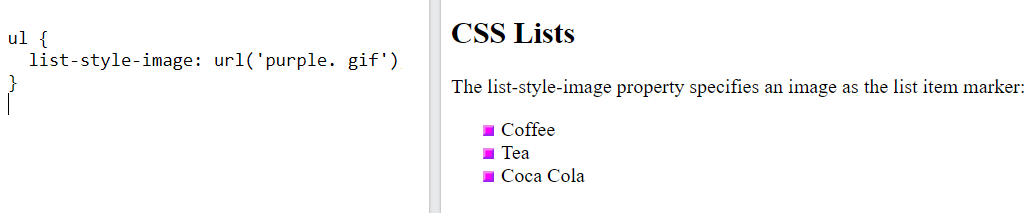 ul {
  list-style-image: url('purple. gif')
}
CSS Lists
The list-style-image property specifies an image as the list item marker:
Coffee
Tea
Coca Cola